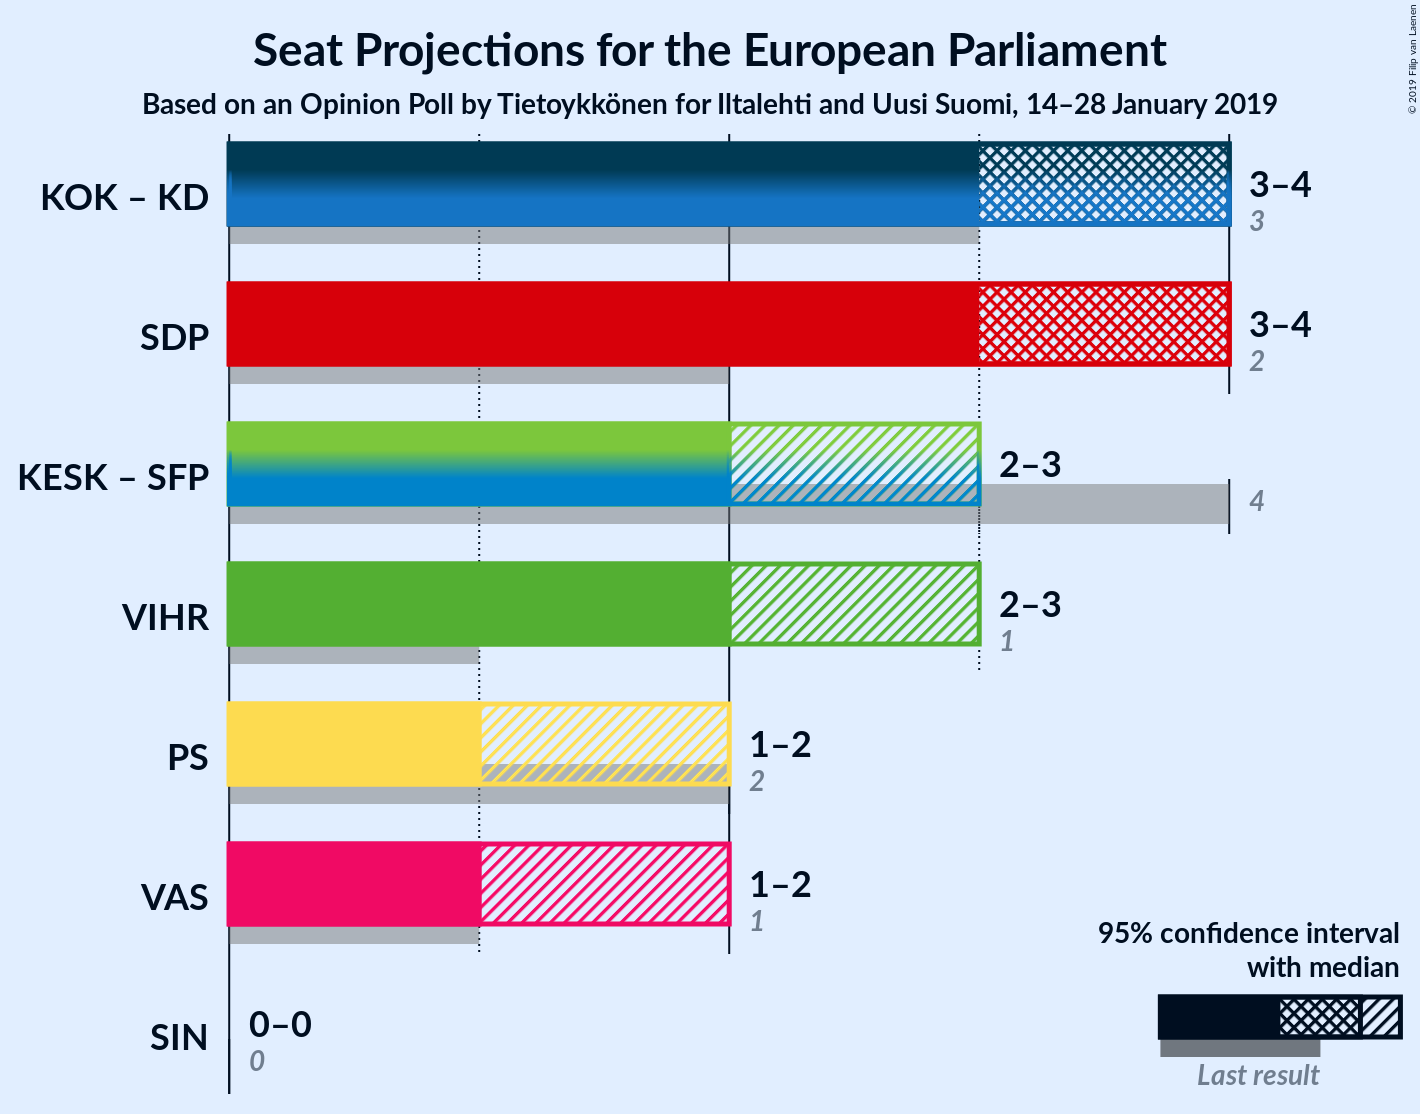 Seat Projections for the European Parliament
Based on an Opinion Poll by Tietoykkönen for Iltalehti and Uusi Suomi, 14–28 January 2019
© 2019 Filip van Laenen
KOK – KD
3–4
3
SDP
3–4
2
KESK – SFP
2–3
4
VIHR
2–3
1
PS
1–2
2
VAS
1–2
1
SIN
0–0
0
95% confidence interval
with median
Last result